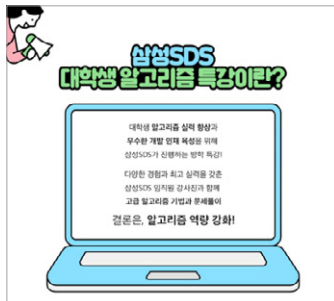 삼성SDS
대학생 알고리즘 특강이란?
대학생 알고리즘 실력 향상과
우수한 개발 인재 육성을 위해
삼성SDS가 진행하는 방학 특강!
다양한 경험과 최고 실력을 갖춘
삼성SDS 임직원 강사진과 함께
고급 알고리즘 기법과 문제풀이
결론은, 알고리즘 역량 강화!